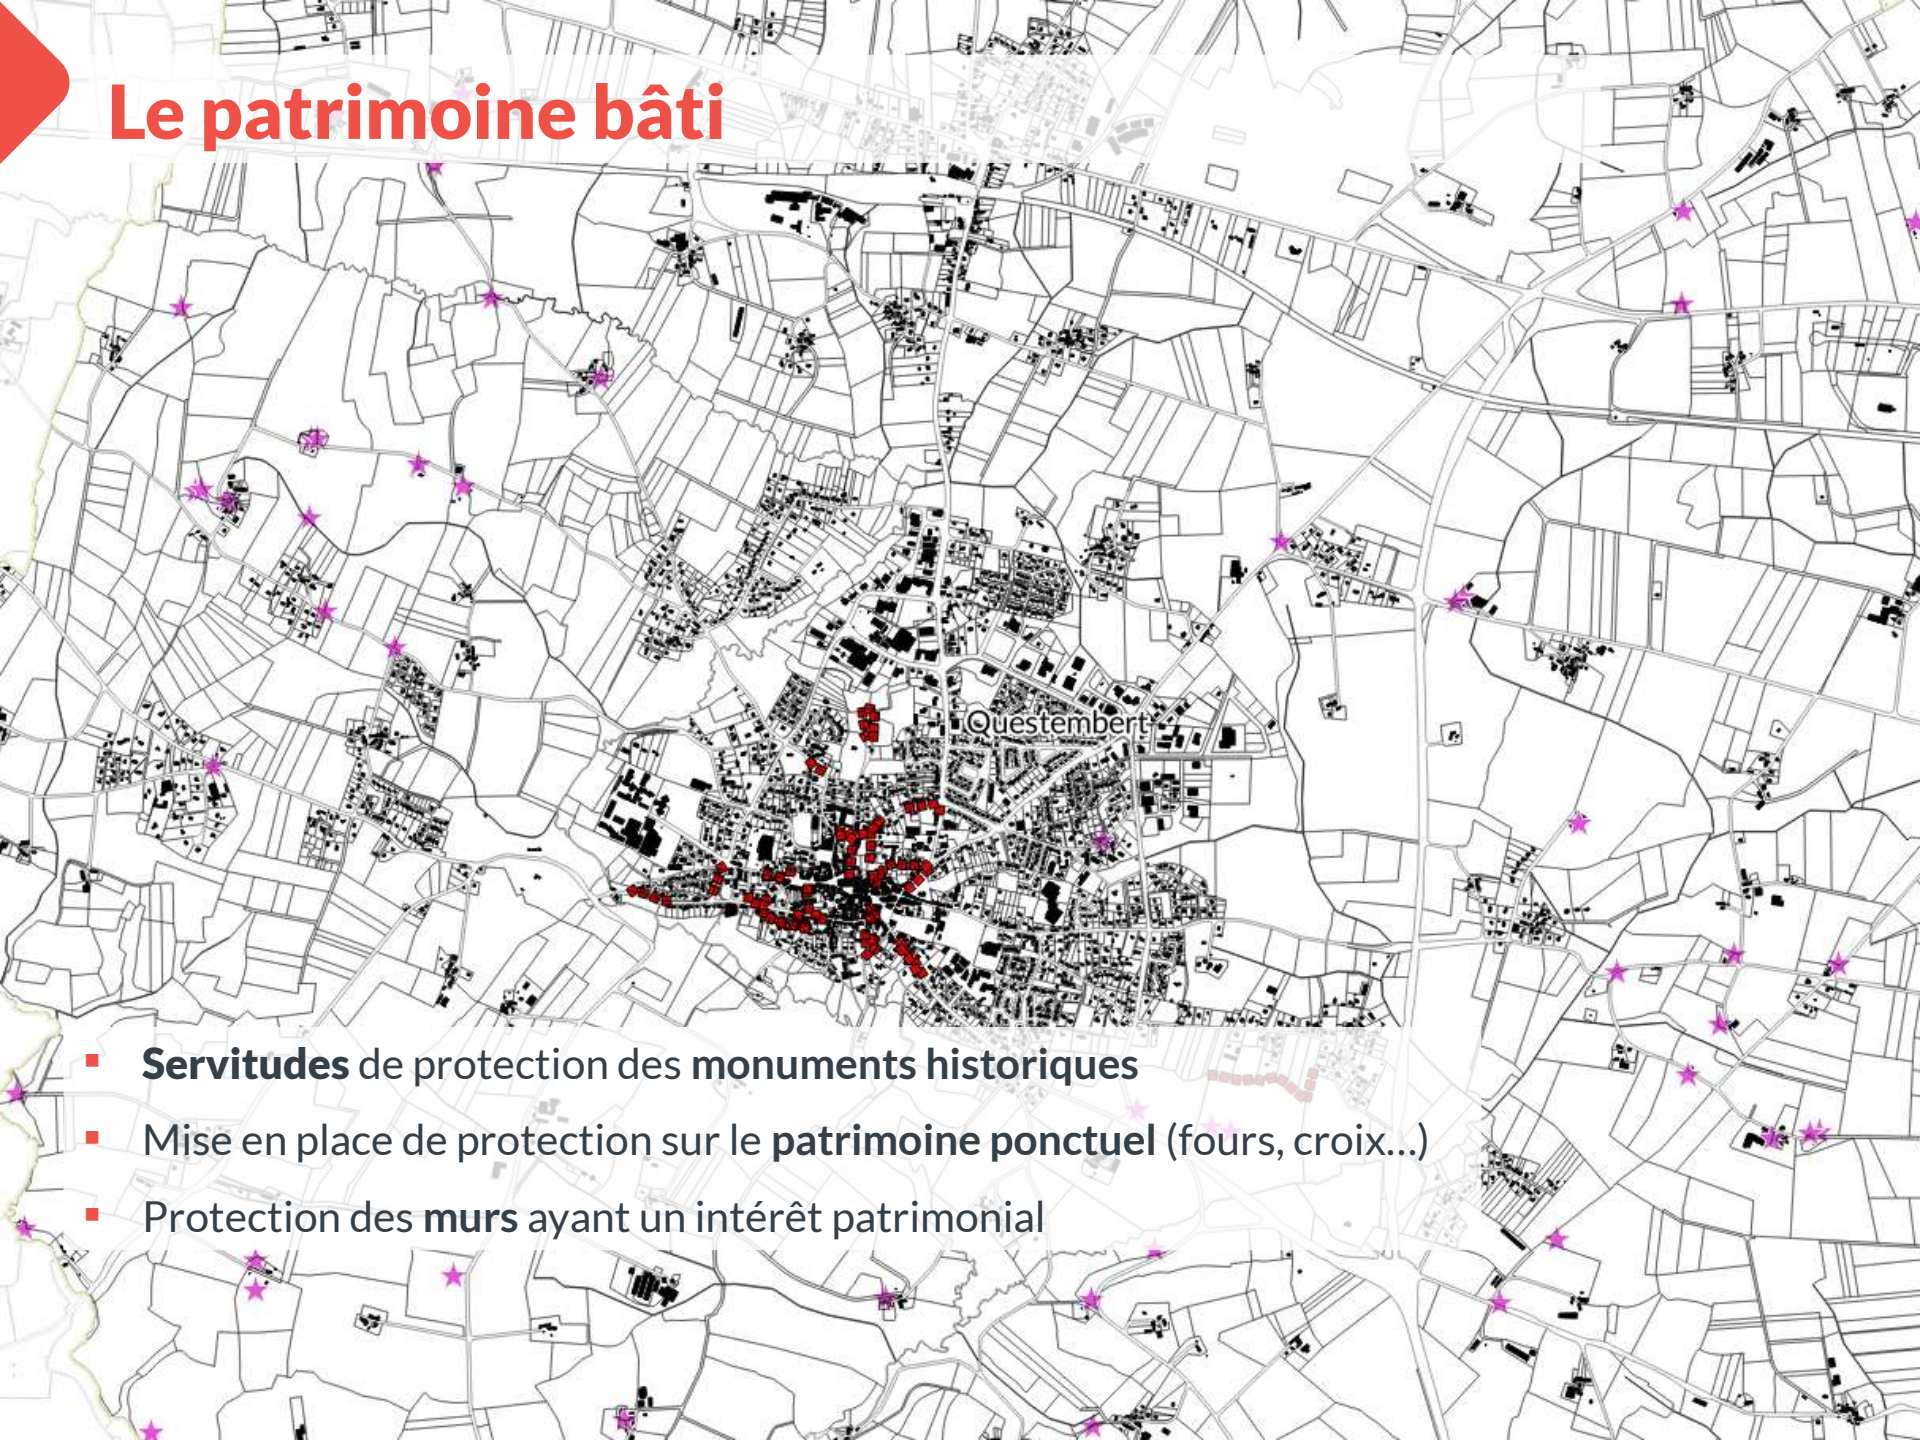 Le patrimoine bâti
Questembert
▪ Servitudes de protection des monuments historiques
▪ Mise en place de protection sur le patrimoine ponctuel (fours, croix…)
▪ Protection des murs ayant un intérêt patrimonial